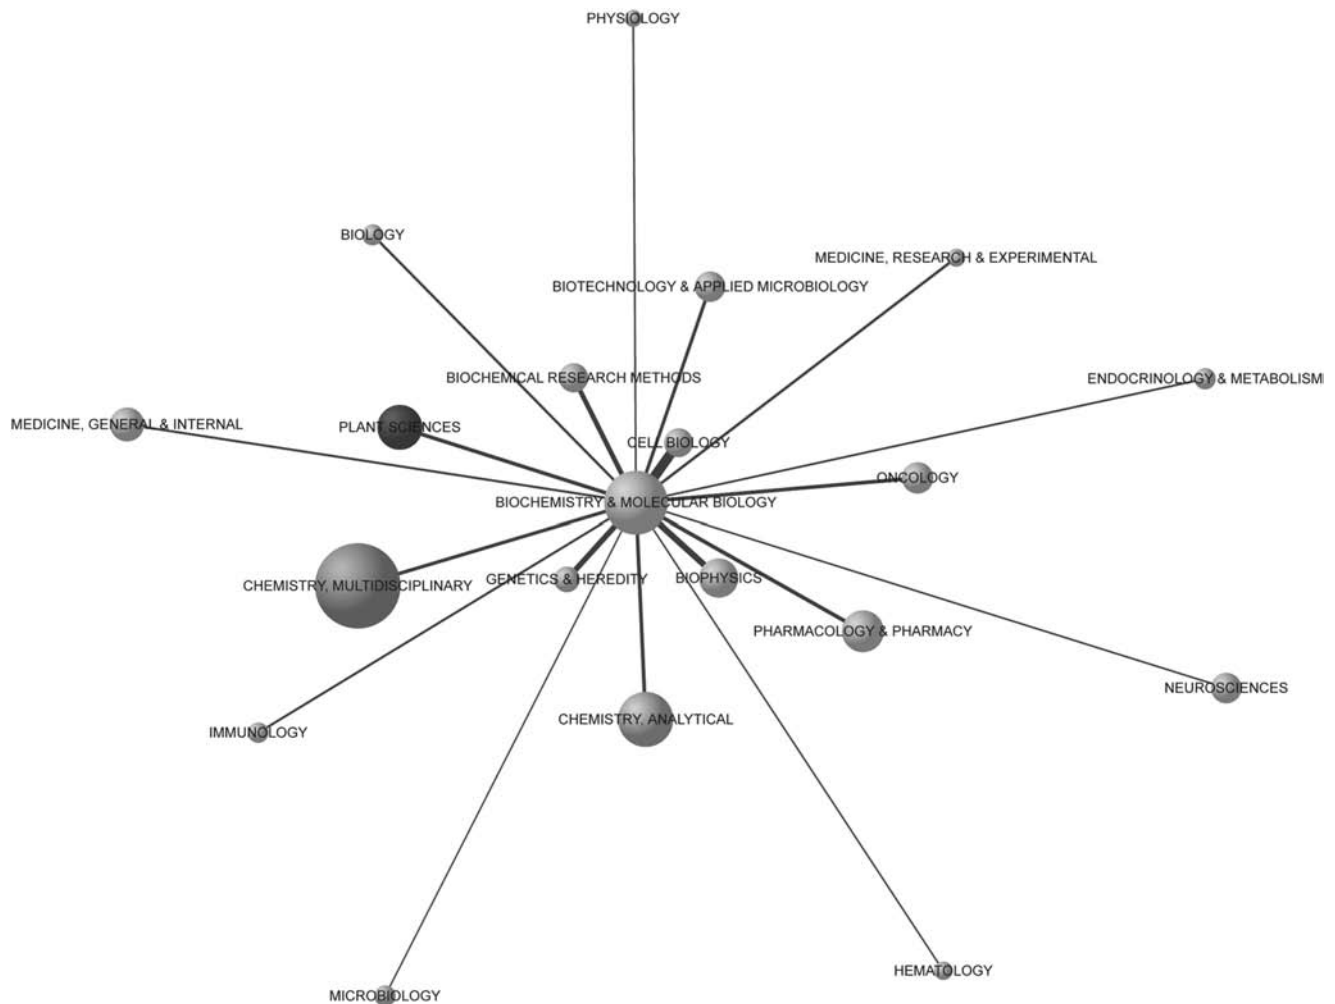 PHYSIOLOGY
BIOLOGY
MEDICINE, RESEARCH & EXPERIMENTAL
BIOTECHNOLOGY & APPLIED MICROBIOLOGY
BIOCHEMICAL RESEARCH METHODS
ENDOCRINOLOGY & METABOLISM
MEDICINE, GENERAL & INTERNAL
PLANT SCIENCES
CELL BIOLOGY
ONCOLOGY
BIOCHEMISTRY & MOLECULAR BIOLOGY
CHEMISTRY, MULTIDISCIPLINARY
GENETICS & HEREDITY
BIOPHYSICS
PHARMACOLOGY & PHARMACY
NEUROSCIENCES
CHEMISTRY, ANALYTICAL
IMMUNOLOGY
HEMATOLOGY
MICROBIOLOGY